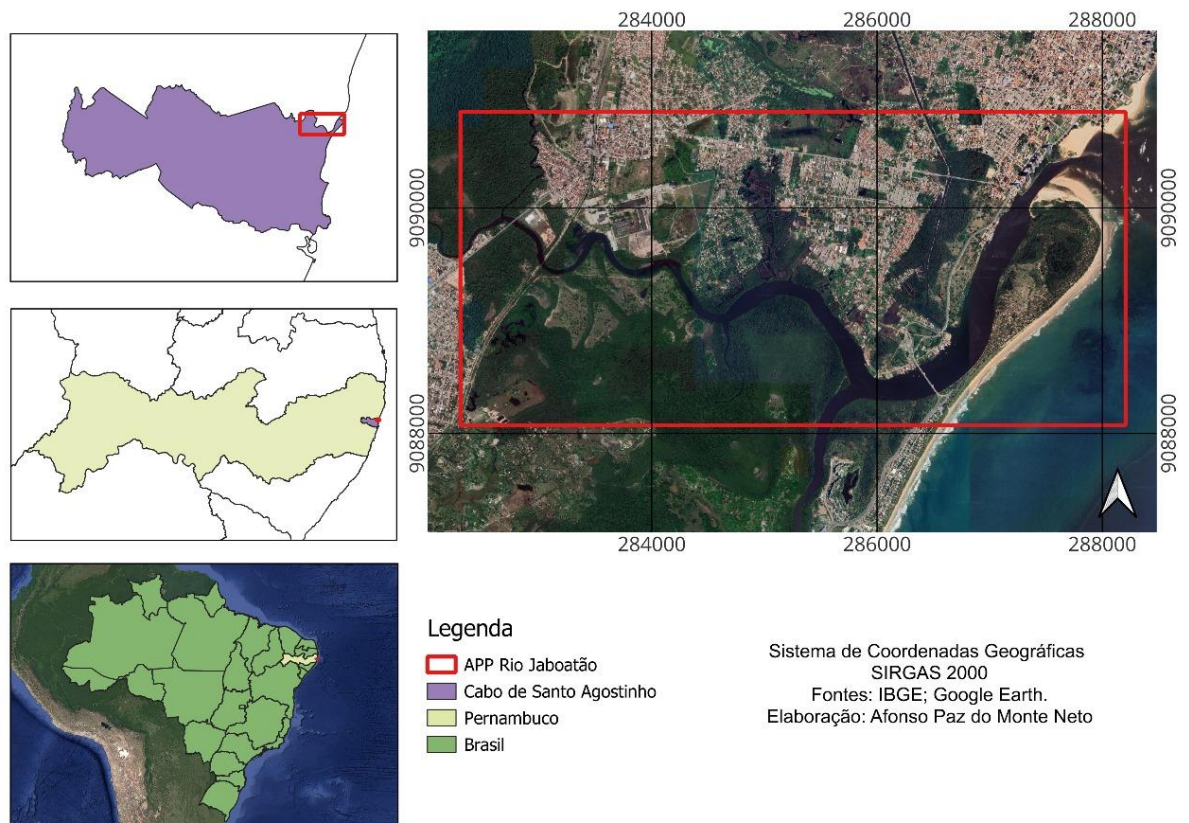 284000
286000
288000
9090000
9090000
9088000
9088000
284000
286000
288000
Legenda
APP Rio Jaboatão
Cabo de Santo Agostinho
Pernambuco
Brasil
Sistema de Coordenadas Geográficas
SIRGAS 2000
Fontes: IBGE; Google Earth.
Elaboração: Afonso Paz do Monte Neto